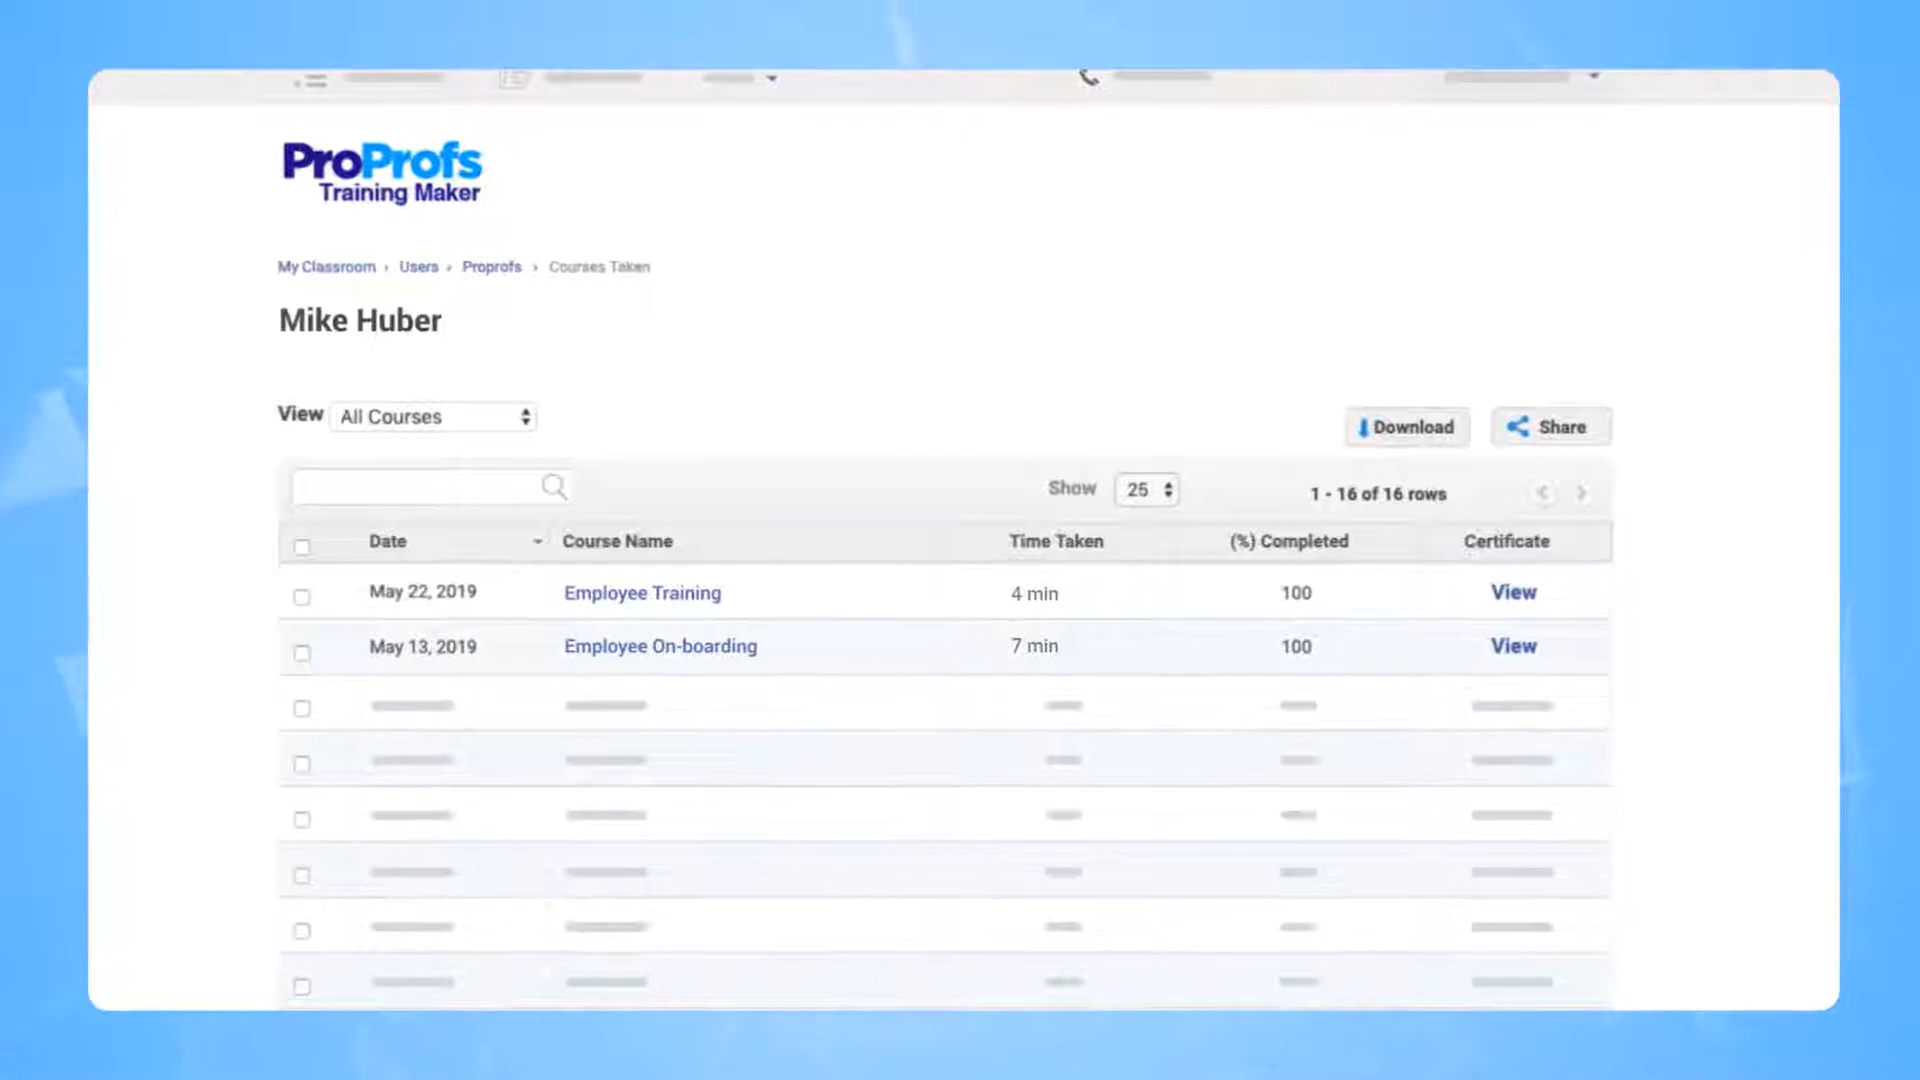 ProProfs
Training Maker
My Classroom › Users › Proprofs › Courses Taken
Mike Huber
View All Courses
Download Share
Show 25 1 - 16 of 16 rows
Date Course Name Time Taken (%) Completed Certificate
May 22, 2019 Employee Training 4 min 100 View
May 13, 2019 Employee On-boarding 7 min 100 View